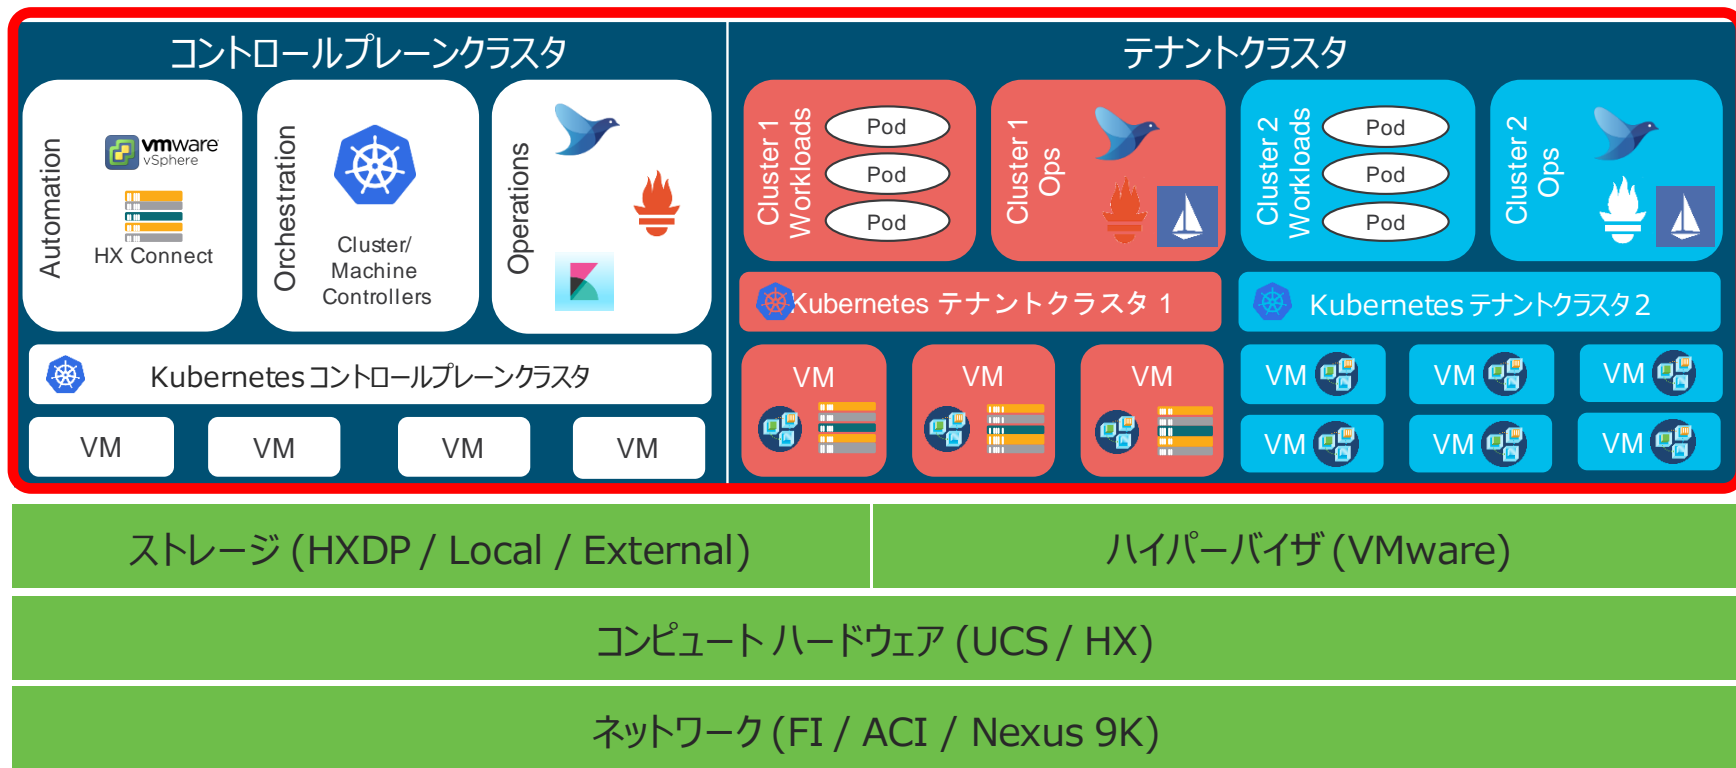 コントロールプレーンクラスタ
テナントクラスタ
Automation
vmware
vSphere
HX Connect
Orchestration
Cluster/
Machine
Controllers
Operations
Cluster 1
Workloads
Pod
Pod
Pod
Cluster 1
Ops
Cluster 2
Workloads
Pod
Pod
Pod
Cluster 2
Ops
Kubernetes コントロールプレーンクラスタ
Kubernetes テナントクラスタ 1
Kubernetes テナントクラスタ 2
VM
VM
VM
VM
VM
VM
VM
VM
VM
VM
VM
VM
VM
ストレージ (HXDP / Local / External)
ハイパーバイザ (VMware)
コンピュート ハードウェア (UCS / HX)
ネットワーク (FI / ACI / Nexus 9K)